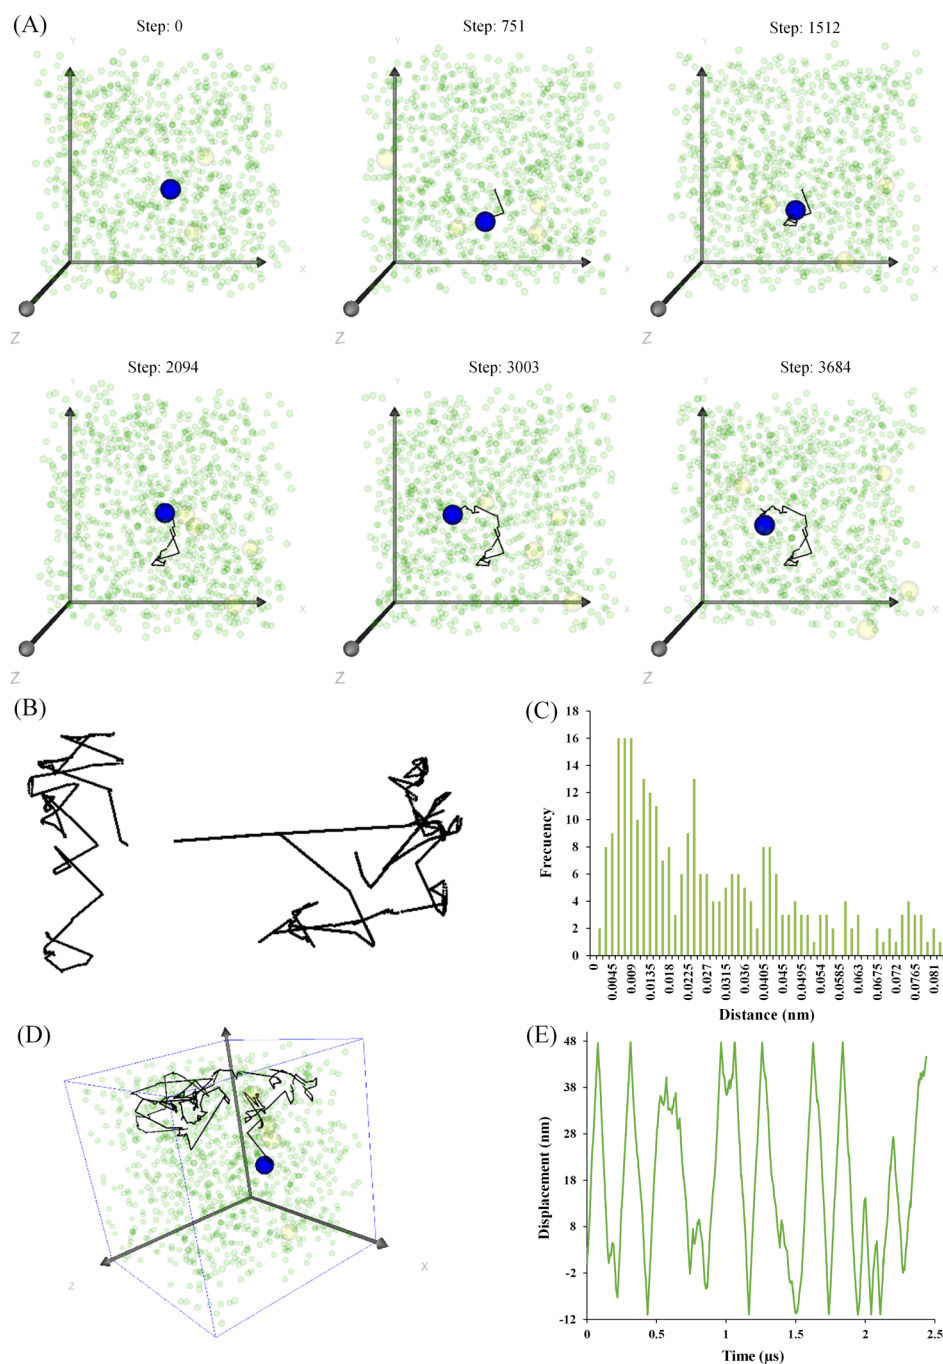 (A)
Step: 0
Step: 751
Step: 1512
Y
Y
Y
X
X
X
Z
Z
Z
Step: 2094
Step: 3003
Step: 3684
Y
Y
Y
X
X
X
Z
Z
Z
(B)
(C)
18
16
14
12
10
8
6
4
2
0
Frecuency
0
0.0045
0.009
0.0135
0.018
0.0225
0.027
0.0315
0.036
0.0405
0.045
0.0495
0.054
0.0585
0.063
0.0675
0.072
0.0765
0.081
Distance (nm)
(D)
Z
X
(E)
48
38
28
18
8
-2
-12
Displacement (nm)
0
0.5
1
1.5
2
2.5
Time (µs)